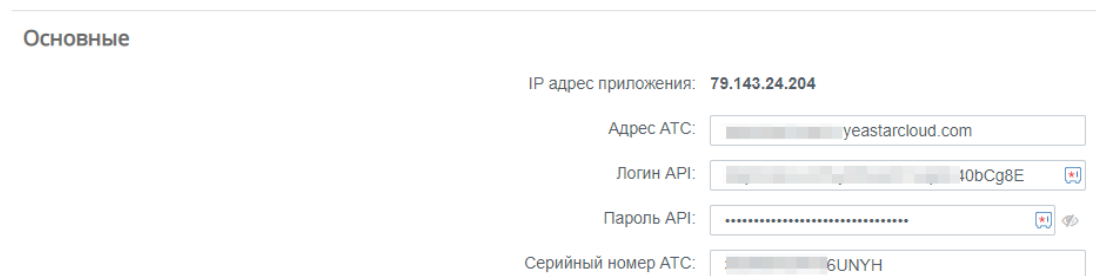 Основные
IP адрес приложения: 79.143.24.204
Адрес АТС: yeastarcloud.com
Логин API: 40bCg8E
Пароль API: ••••••••••••••••••••••••••••••••
Серийный номер АТС: 6UNYH